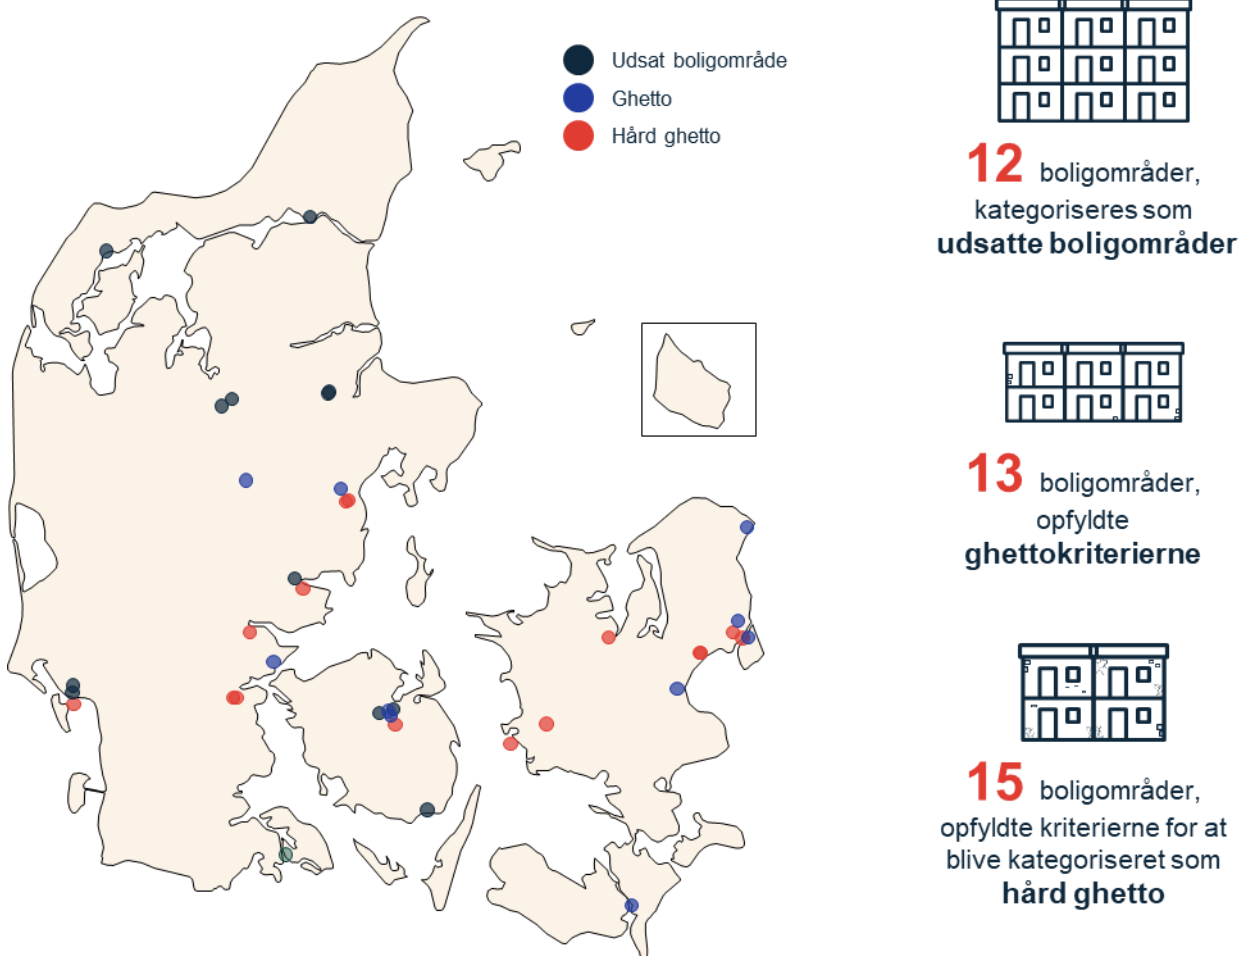 Udsat boligområde
Ghetto
Hård ghetto
12 boligområder,
kategoriseres som
udsatte boligområder
13 boligområder,
opfyldte
ghettokriterierne
15 boligområder,
opfyldte kriterierne for at
blive kategoriseret som
hård ghetto